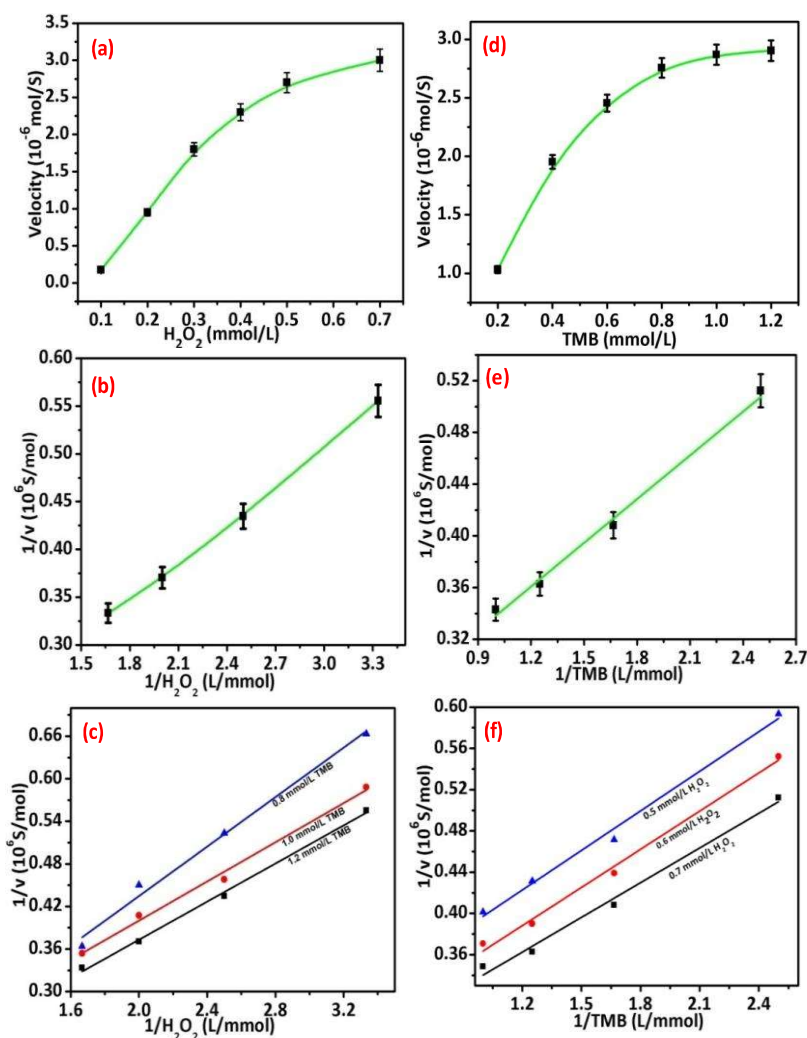 (a)
Velocity (10⁻⁶ mol/S)
3.5
3.0
2.5
2.0
1.5
1.0
0.5
0.0
0.1 0.2 0.3 0.4 0.5 0.6 0.7
H₂O₂ (mmol/L)
(d)
Velocity (10⁻⁶mol/S)
3.0
2.5
2.0
1.5
1.0
0.2 0.4 0.6 0.8 1.0 1.2
TMB (mmol/L)
(b)
1/v (10⁶S/mol)
0.60
0.55
0.50
0.45
0.40
0.35
0.30
1.5 1.8 2.1 2.4 2.7 3.0 3.3
1/H₂O₂ (L/mmol)
(e)
1/v (10⁶S/mol)
0.52
0.48
0.44
0.40
0.36
0.32
0.9 1.2 1.5 1.8 2.1 2.4 2.7
1/TMB (L/mmol)
(c)
1/v (10⁶S/mol)
0.66
0.60
0.54
0.48
0.42
0.36
0.30
0.8 mmol/L TMB
1.0 mmol/L TMB
1.2 mmol/L TMB
1.6 2.0 2.4 2.8 3.2
1/H₂O₂ (L/mmol)
(f)
1/v (10⁶S/mol)
0.60
0.56
0.52
0.48
0.44
0.40
0.36
0.5 mmol/L H₂O₂
0.6 mmol/L H₂O₂
0.7 mmol/L H₂O₂
1.2 1.5 1.8 2.1 2.4 2.7
1/TMB (L/mmol)